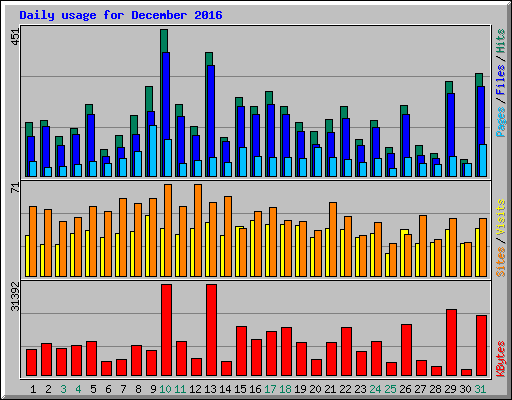 Daily usage for December 2016
451
Pages / Files / Hits
71
Sites / Visits
31392
KBytes
1 2 3 4 5 6 7 8 9 10 11 12 13 14 15 16 17 18 19 20 21 22 23 24 25 26 27 28 29 30 31